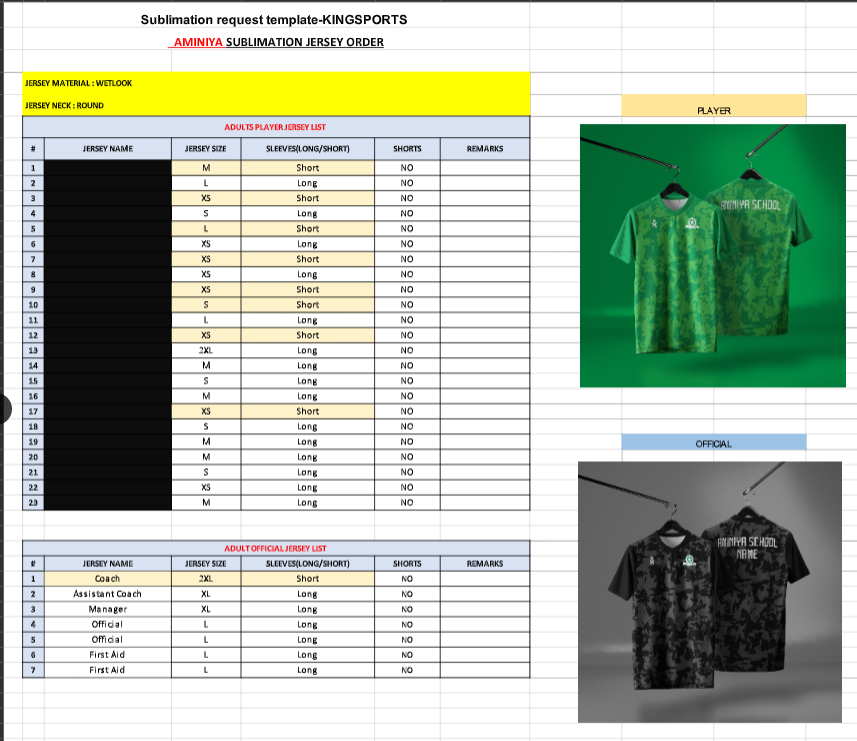 Sublimation request template-KINGSPORTS
AMINIYA SUBLIMATION JERSEY ORDER
JERSEY MATERIAL : WETLOOK
JERSEY NECK : ROUND
ADULTS PLAYER JERSEY LIST
# JERSEY NAME JERSEY SIZE SLEEVES(LONG/SHORT) SHORTS REMARKS
1 M Short NO
2 L Long NO
3 XS Short NO
4 S Long NO
5 L Short NO
6 XS Long NO
7 XS Short NO
8 XS Long NO
9 XS Short NO
10 S Short NO
11 L Long NO
12 XS Short NO
13 2XL Long NO
14 M Long NO
15 S Long NO
16 M Long NO
17 XS Short NO
18 S Long NO
19 M Long NO
20 M Long NO
21 S Long NO
22 XS Long NO
23 M Long NO
ADULT OFFICIAL JERSEY LIST
# JERSEY NAME JERSEY SIZE SLEEVES(LONG/SHORT) SHORTS REMARKS
1 Coach 2XL Short NO
2 Assistant Coach XL Long NO
3 Manager XL Long NO
4 Official L Long NO
5 Official L Long NO
6 First Aid L Long NO
7 First Aid L Long NO
PLAYER
AMINIYA SCHOOL
OFFICIAL
AMINIYA SCHOOL
NAME